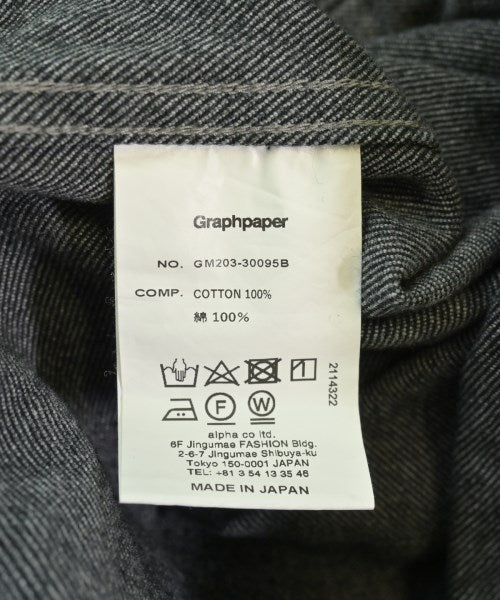 Graphpaper
NO. GM203-30095B
COMP. COTTON 100%
綿 100%
2114322
F W
alpha co ltd.
6F Jingumae FASHION Bldg.
2-6-7 Jingumae Shibuya-ku
Tokyo 150-0001 JAPAN
TEL: +81 3 54 13 35 46
MADE IN JAPAN